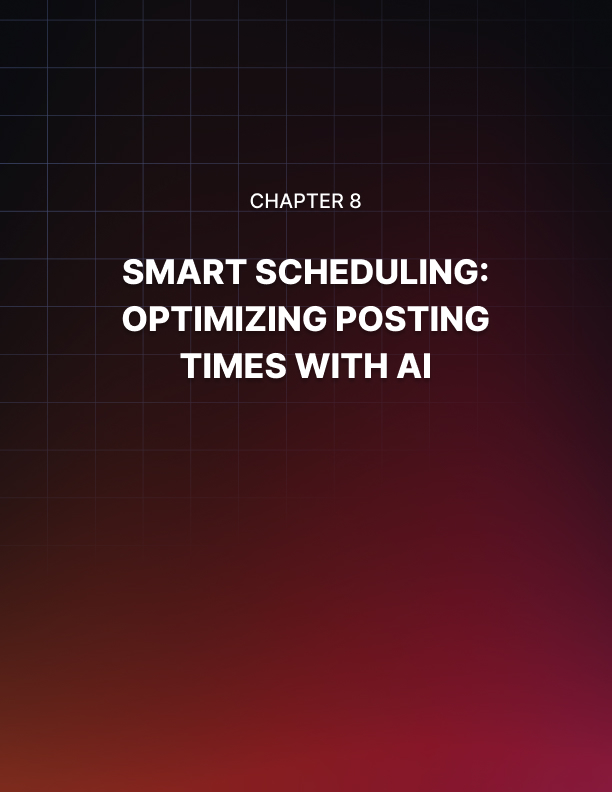 CHAPTER 8
SMART SCHEDULING:
OPTIMIZING POSTING
TIMES WITH AI